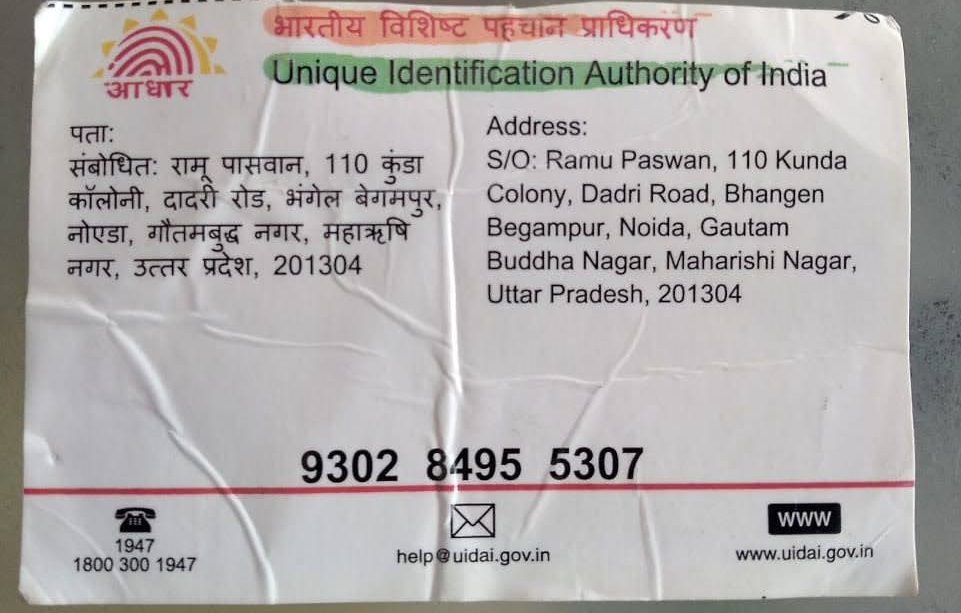 भारतीय विशिष्ट पहचान प्राधिकरण
Unique Identification Authority of India
आधार
पता:
संबोधित: रामू पासवान, 110 कुंडा
कॉलोनी, दादरी रोड, भंगेल बेगमपुर,
नोएडा, गौतमबुद्ध नगर, महाऋषि
नगर, उत्तर प्रदेश, 201304
Address:
S/O: Ramu Paswan, 110 Kunda
Colony, Dadri Road, Bhangen
Begampur, Noida, Gautam
Buddha Nagar, Maharishi Nagar,
Uttar Pradesh, 201304
9302 8495 5307
1947
1800 300 1947
help@uidai.gov.in
WWW
www.uidai.gov.in